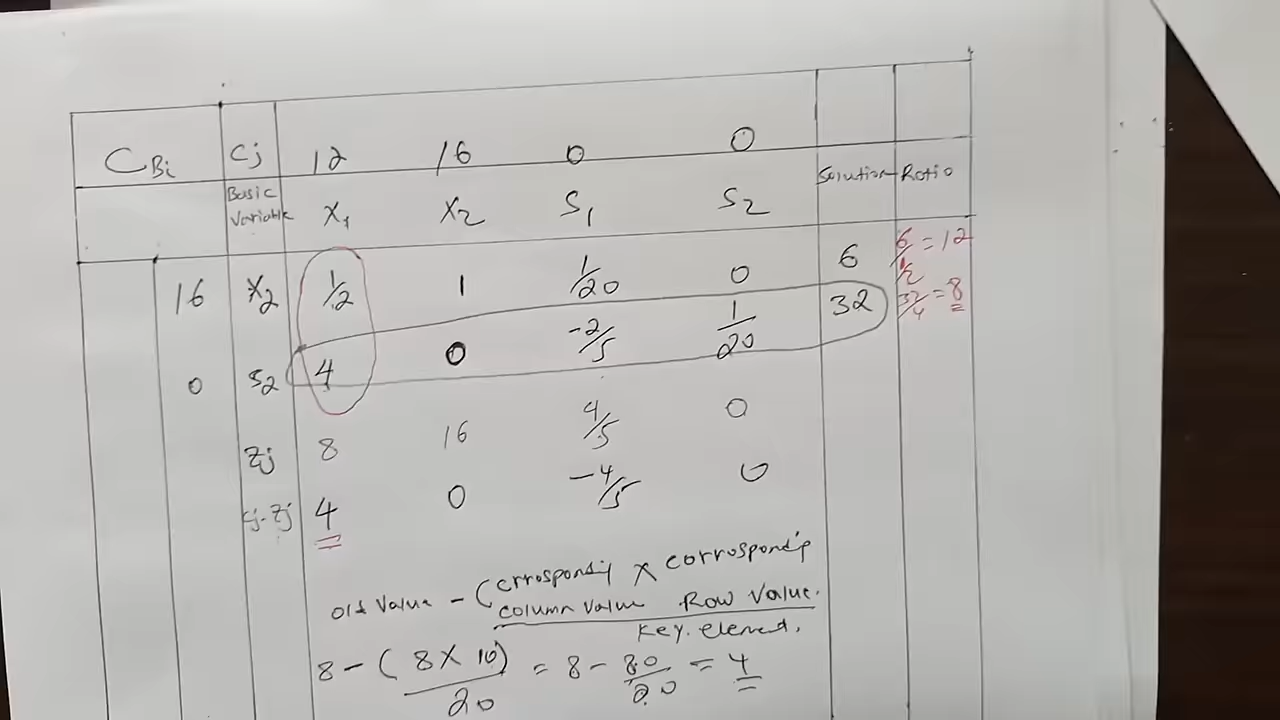 CBi Cj 12 16 0 0
Basic Variable X1 X2 S1 S2 Solution Ratio
16 X2 1/2 1 1/20 0 6 6/1/2 = 12
0 S2 4 0 -2/5 1/20 32 32/4 = 8
Zj 8 16 4/5 0
Cj-Zj 4 0 -4/5 0
Old Value - (Corresponding × corresponding
column value Row Value.
Key. element.
8 - (8 × 10) = 8 - 80 = 4
20 20